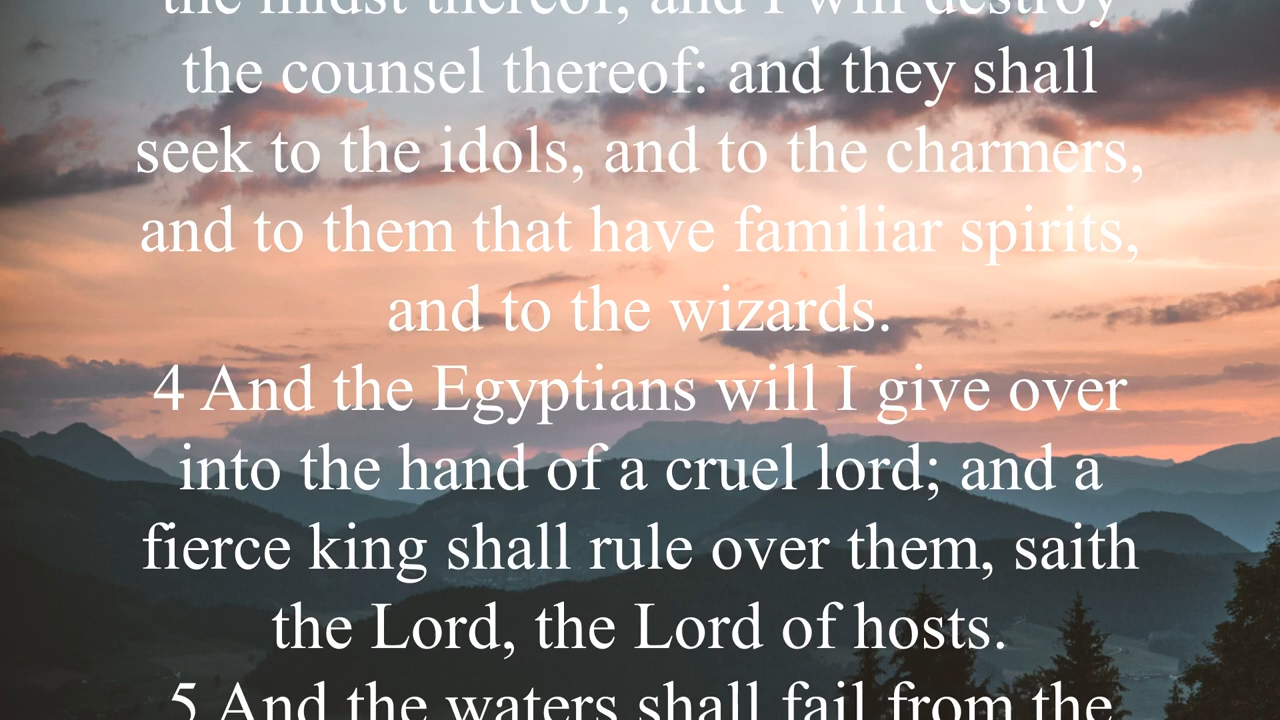 the midst thereof; and I will destroy
the counsel thereof: and they shall
seek to the idols, and to the charmers,
and to them that have familiar spirits,
and to the wizards.
4 And the Egyptians will I give over
into the hand of a cruel lord; and a
fierce king shall rule over them, saith
the Lord, the Lord of hosts.
5 And the waters shall fail from the